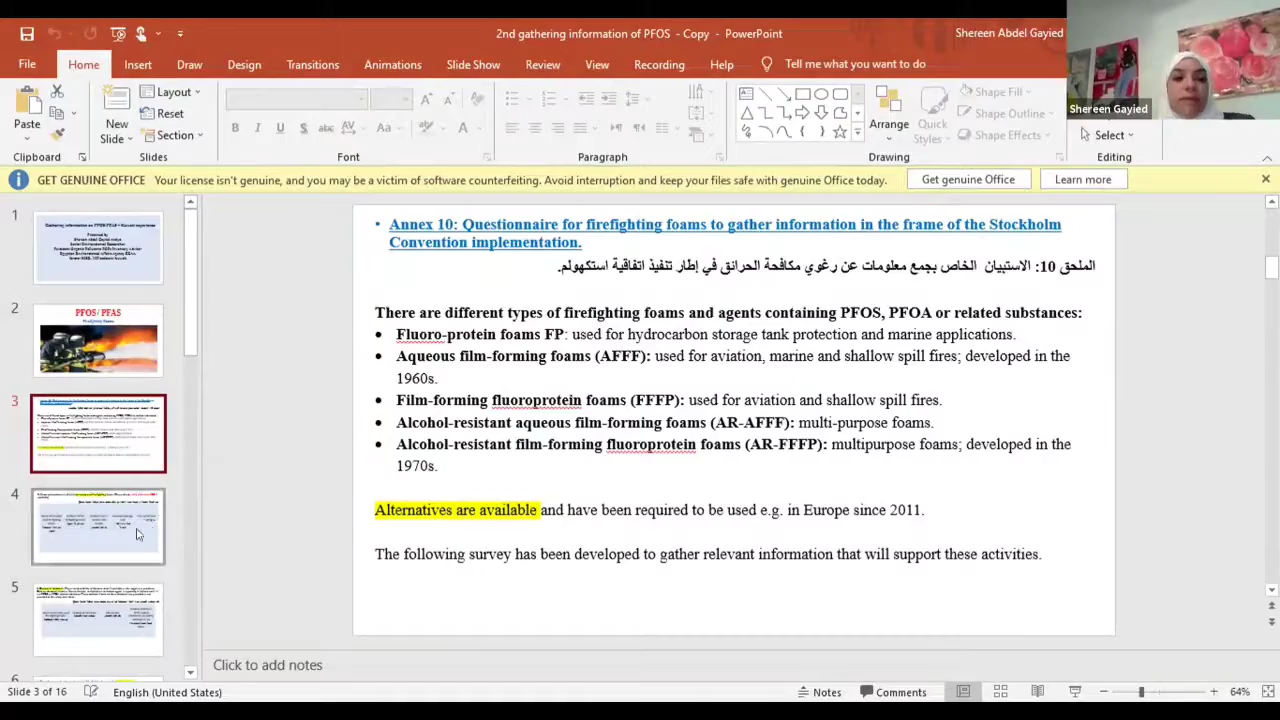 2nd gathering information of PFOS - Copy - PowerPoint
Shereen Abdel Gayied
File Home Insert Draw Design Transitions Animations Slide Show Review View Recording Help Tell me what you want to do
Shereen Gayied
Paste
New
Slide
Layout
Reset
Section
B I U S abc AV Aa A
Arrange
Quick
Styles
Shape Fill
Shape Outline
Shape Effects
Select
Clipboard Slides Font Paragraph Drawing Editing
GET GENUINE OFFICE Your license isn't genuine, and you may be a victim of software counterfeiting. Avoid interruption and keep your files safe with genuine Office today. Get genuine Office Learn more
1
2
PFOS/ PFAS
3
4
5
6
• Annex 10: Questionnaire for firefighting foams to gather information in the frame of the Stockholm
Convention implementation.
الملحق 10: الاستبيان الخاص بجمع معلومات عن رغوي مكافحة الحرائق في إطار تنفيذ اتفاقية استكهولم.
There are different types of firefighting foams and agents containing PFOS, PFOA or related substances:
• Fluoro-protein foams FP: used for hydrocarbon storage tank protection and marine applications.
• Aqueous film-forming foams (AFFF): used for aviation, marine and shallow spill fires; developed in the
1960s.
• Film-forming fluoroprotein foams (FFFP): used for aviation and shallow spill fires.
• Alcohol-resistant aqueous film-forming foams (AR-AFFF): multi-purpose foams.
• Alcohol-resistant film-forming fluoroprotein foams (AR-FFFP): multipurpose foams; developed in the
1970s.
Alternatives are available and have been required to be used e.g. in Europe since 2011.
The following survey has been developed to gather relevant information that will support these activities.
Click to add notes
Slide 3 of 16 English (United States) Notes Comments 64%